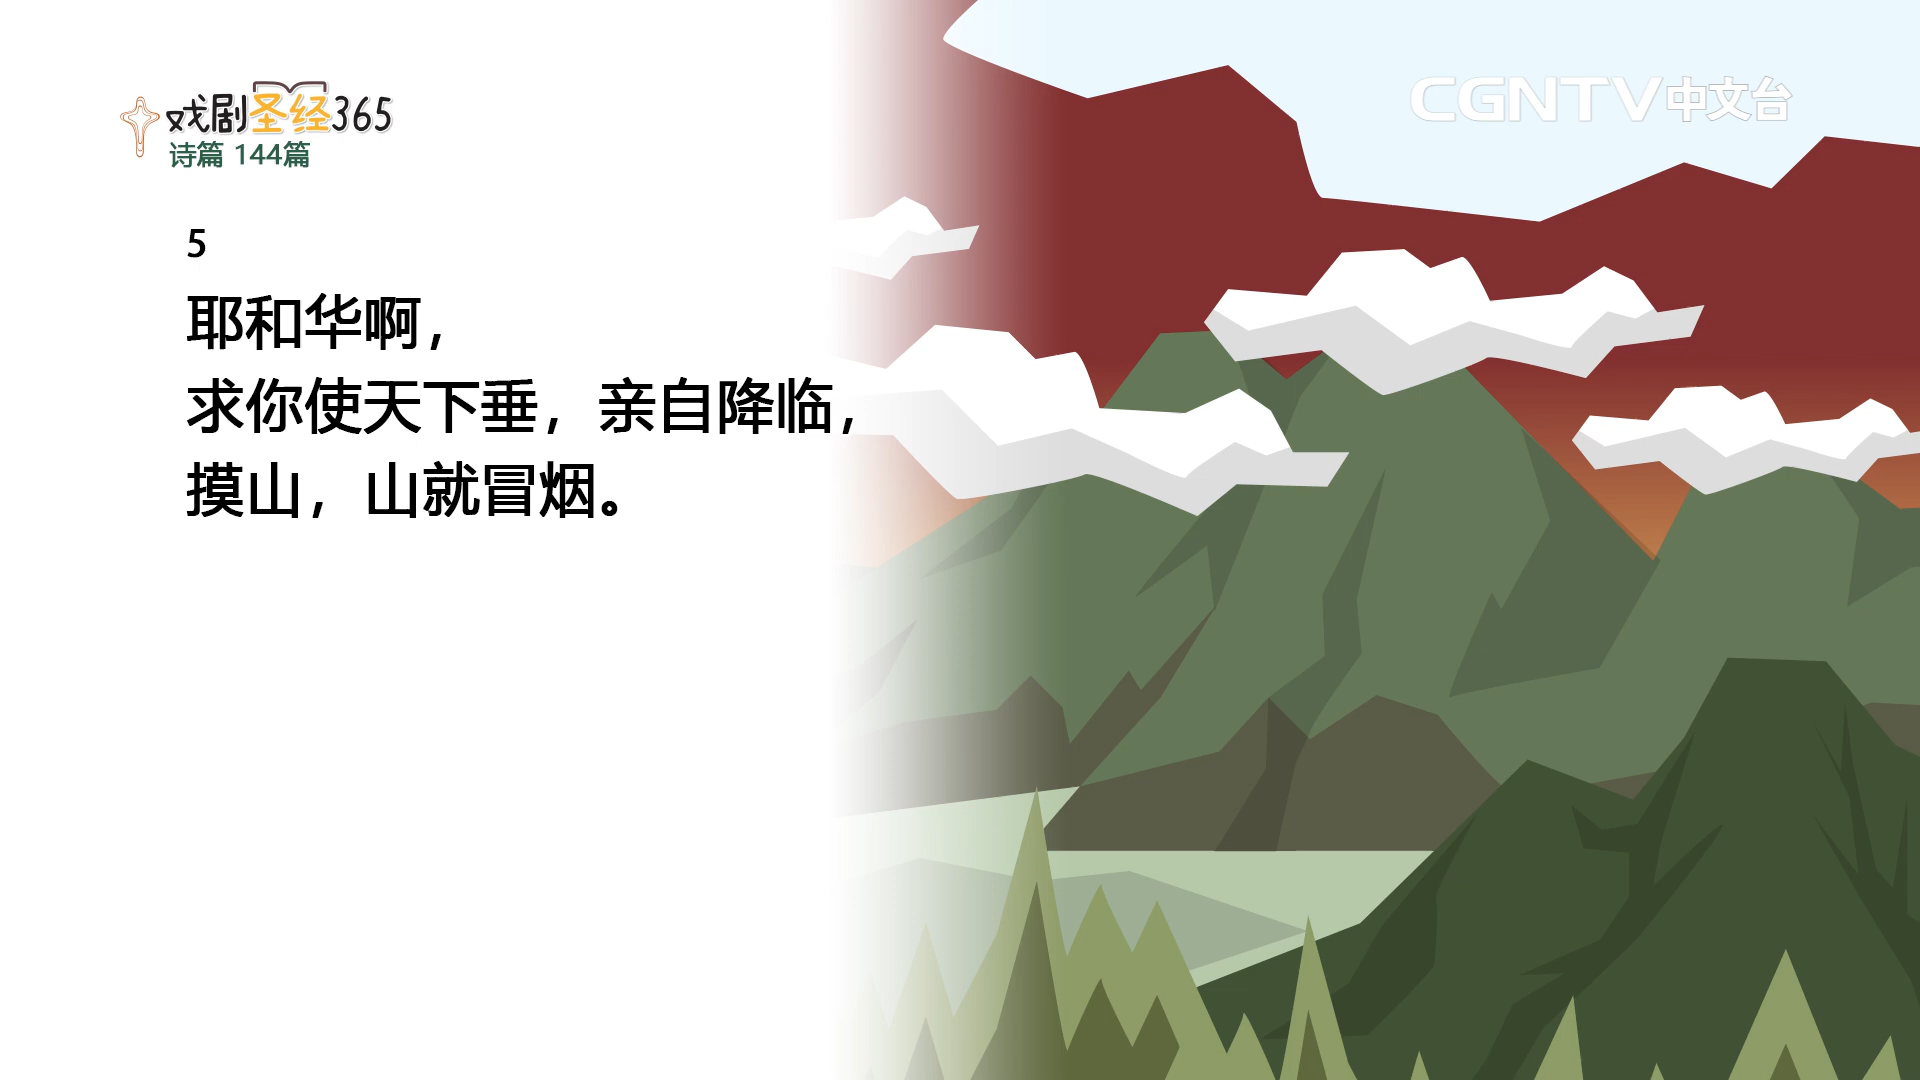 戏剧圣经365
诗篇 144篇
CGNTV中文台
5
耶和华啊，
求你使天下垂，亲自降临，
摸山，山就冒烟。